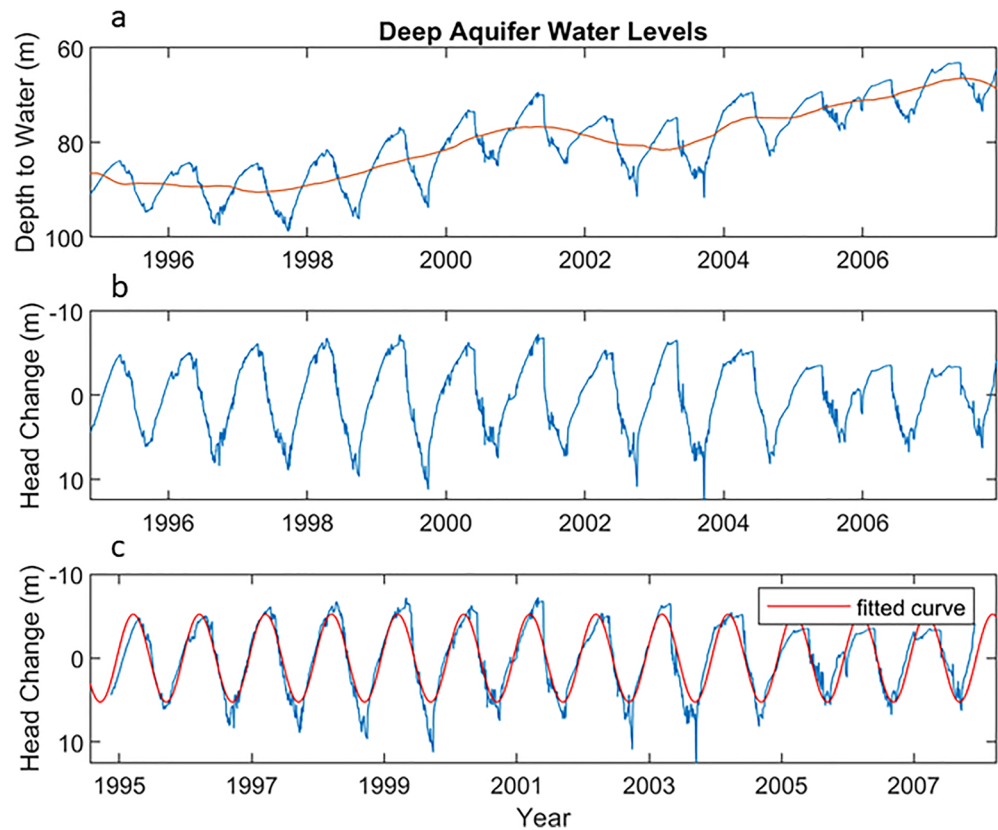 a
Deep Aquifer Water Levels
Depth to Water (m)
60
80
100
1996 1998 2000 2002 2004 2006
b
Head Change (m)
-10
0
10
1996 1998 2000 2002 2004 2006
c
Head Change (m)
-10
0
10
fitted curve
1995 1997 1999 2001 2003 2005 2007
Year